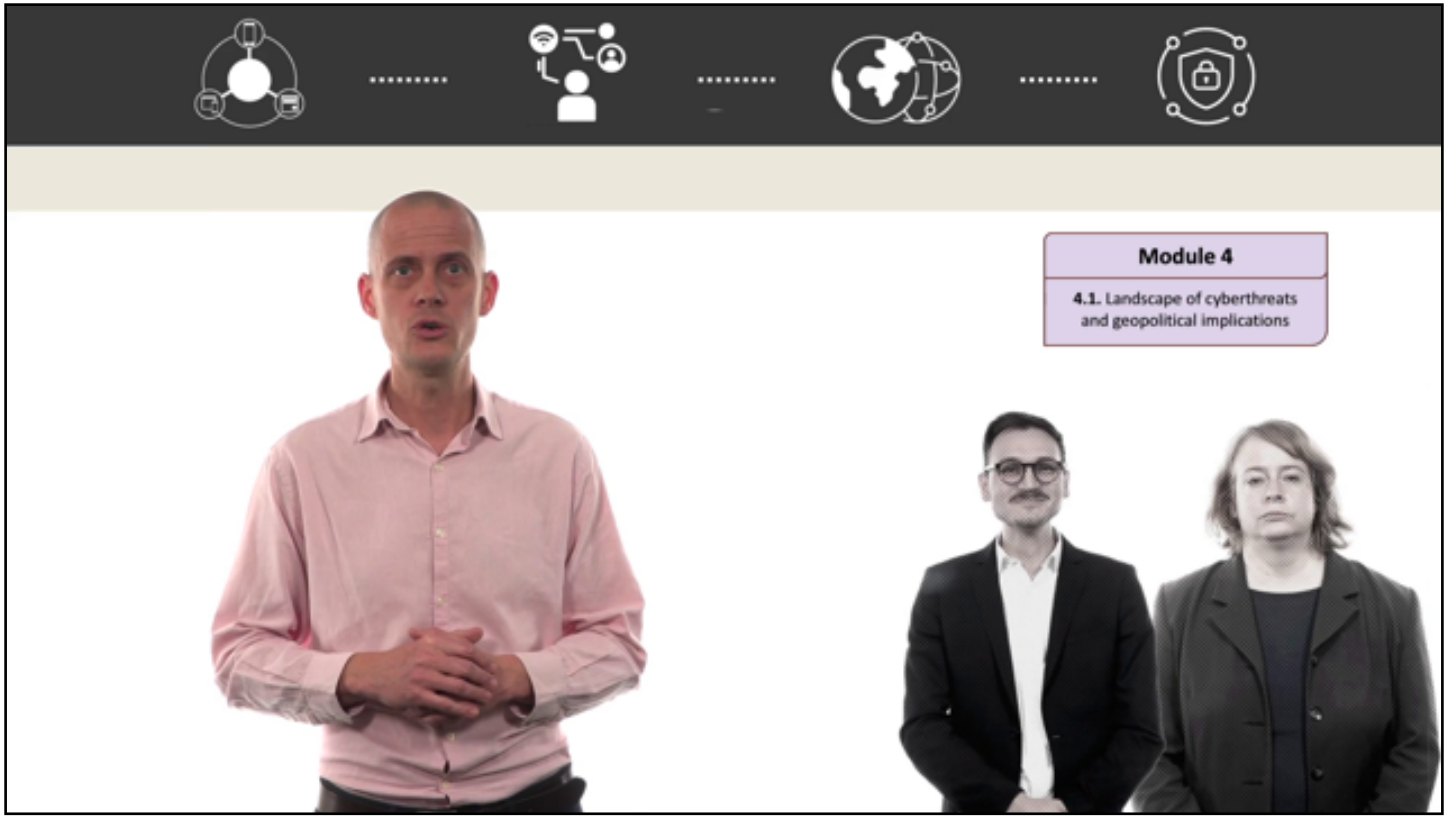 Module 4
4.1. Landscape of cyberthreats
and geopolitical implications